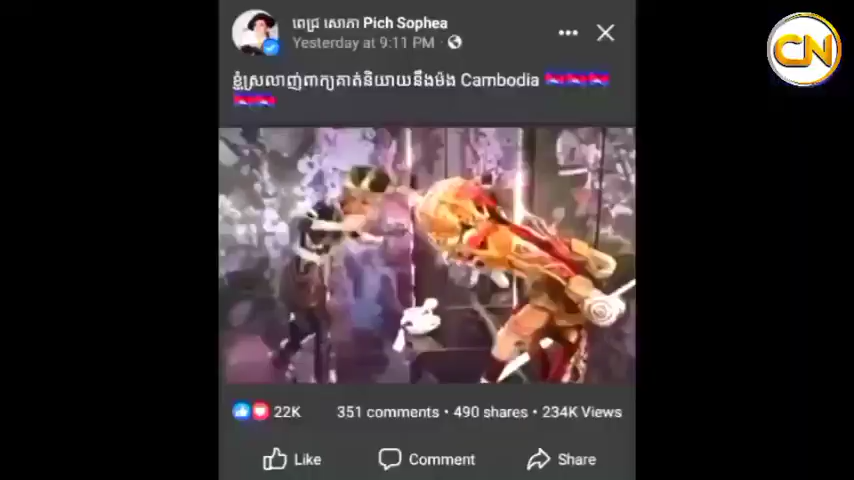 ពេជ្រ សោភា Pich Sophea
Yesterday at 9:11 PM
CN
ខ្ញុំស្រលាញ់ពាក្យគាត់និយាយនឹងម៉ង Cambodia
22K
351 comments • 490 shares • 234K Views
Like
Comment
Share